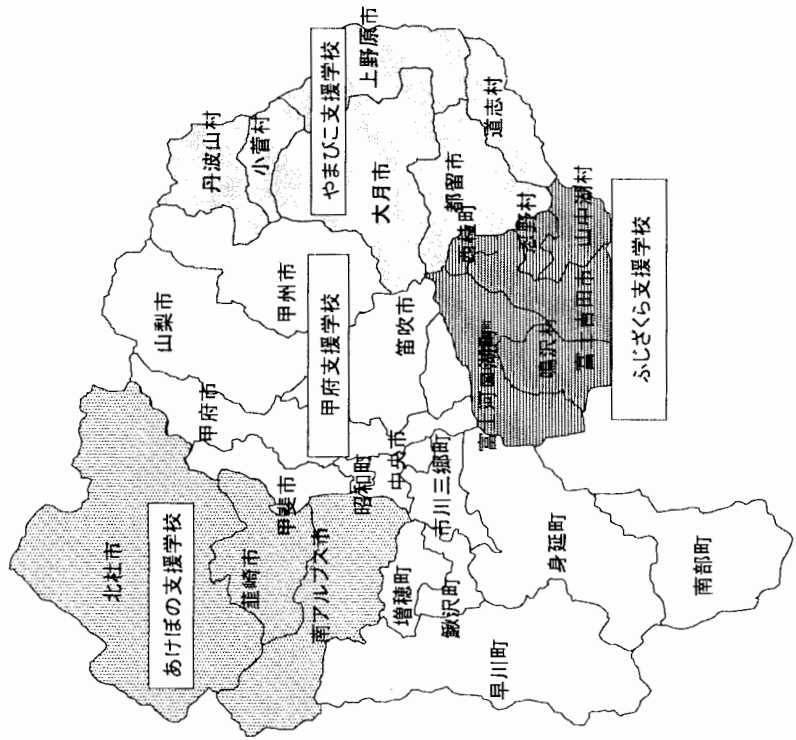 北杜市
あけぼの支援学校
韮崎市
南アルプス市
甲斐市
甲府市
山梨市
甲州市
甲府支援学校
笛吹市
昭和町
中央市
市川三郷町
増穂町
鰍沢町
早川町
身延町
南部町
丹波山村
小菅村
やまびこ支援学校
上野原市
大月市
都留市
道志村
西桂町
忍野村
山中湖村
富士吉田市
鳴沢村
ふじざくら支援学校